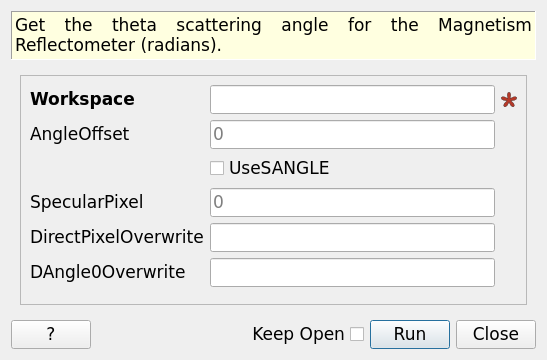 Get the theta scattering angle for the Magnetism
Reflectometer (radians).
Workspace
AngleOffset 0
UseSANGLE
SpecularPixel 0
DirectPixelOverwrite
DAngle0Overwrite
? Keep Open Run Close